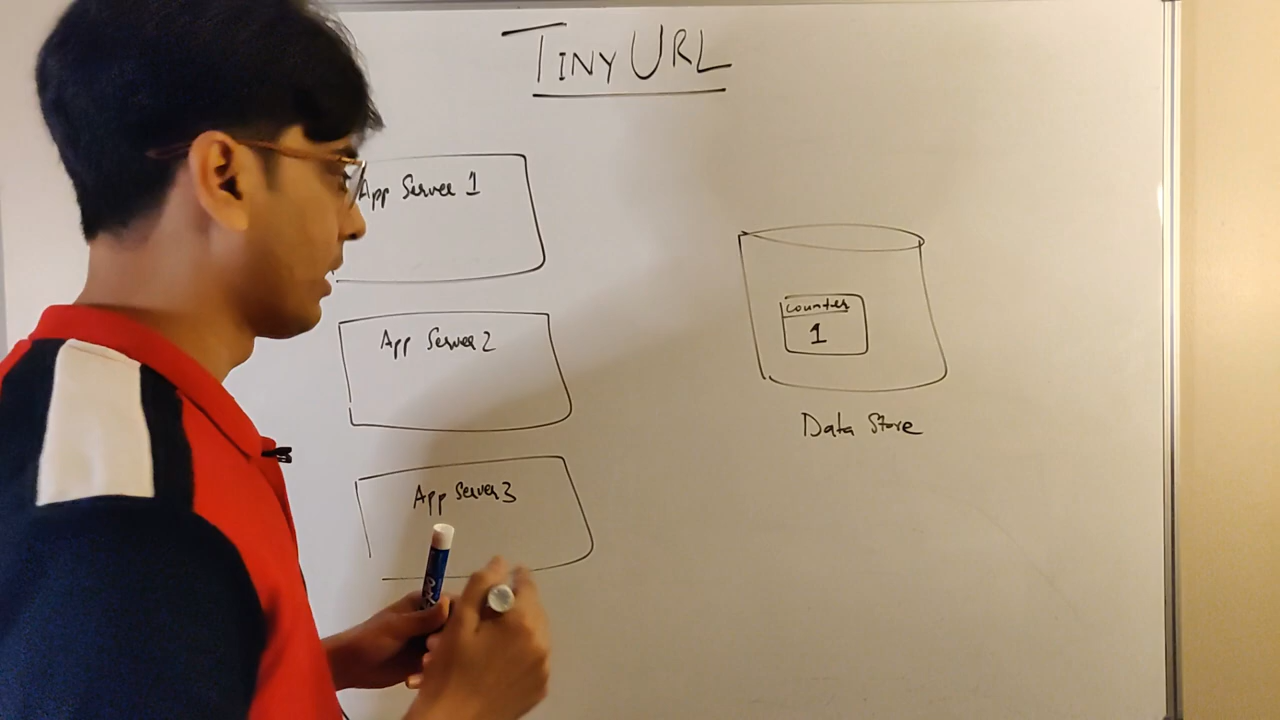 TINY URL
App Server 1
App Server 2
App Server 3
counter
1
Data Store